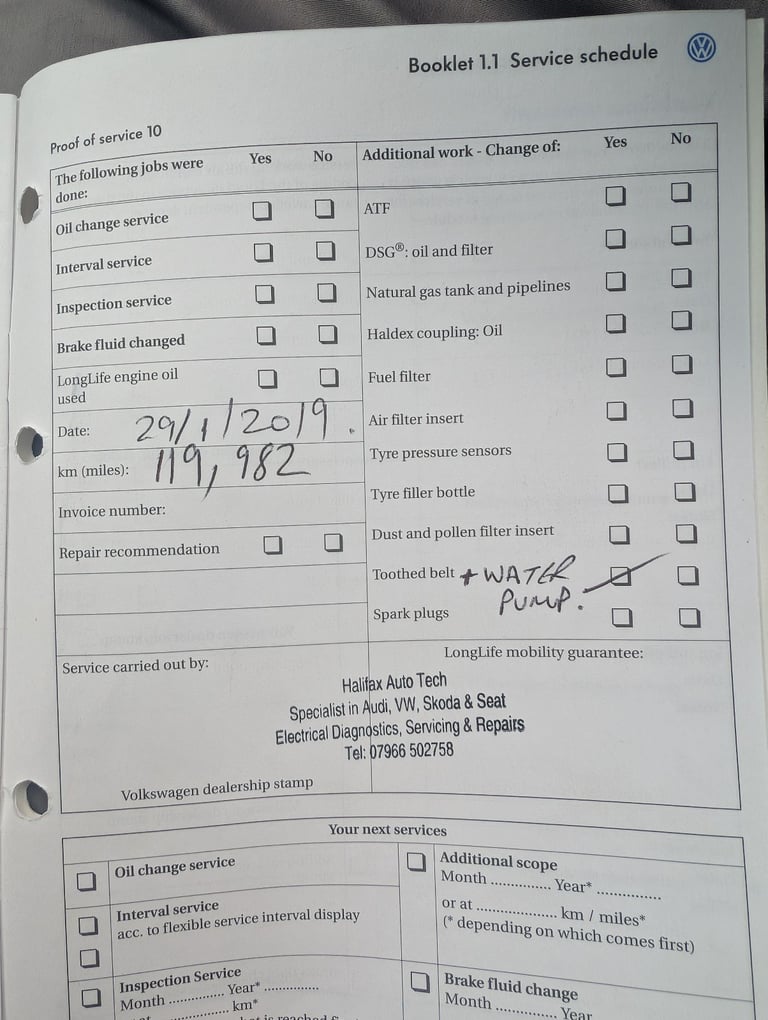 Booklet 1.1 Service schedule
Proof of service 10
The following jobs were done: Yes No
Oil change service
Interval service
Inspection service
Brake fluid changed
LongLife engine oil used
Date: 29/1/2019.
km (miles): 119,982
Invoice number:
Repair recommendation
Additional work - Change of: Yes No
ATF
DSG®: oil and filter
Natural gas tank and pipelines
Haldex coupling: Oil
Fuel filter
Air filter insert
Tyre pressure sensors
Tyre filler bottle
Dust and pollen filter insert
Toothed belt + WATER
PUMP.
Spark plugs
Service carried out by:
LongLife mobility guarantee:
Halifax Auto Tech
Specialist in Audi, VW, Skoda & Seat
Electrical Diagnostics, Servicing & Repairs
Tel: 07966 502758
Volkswagen dealership stamp
Your next services
Oil change service
Interval service
acc. to flexible service interval display
Inspection Service
Month ............. Year* .............
.................... km*
Additional scope
Month .............. Year* ...............
or at ................... km / miles*
(* depending on which comes first)
Brake fluid change
Month ............. Year